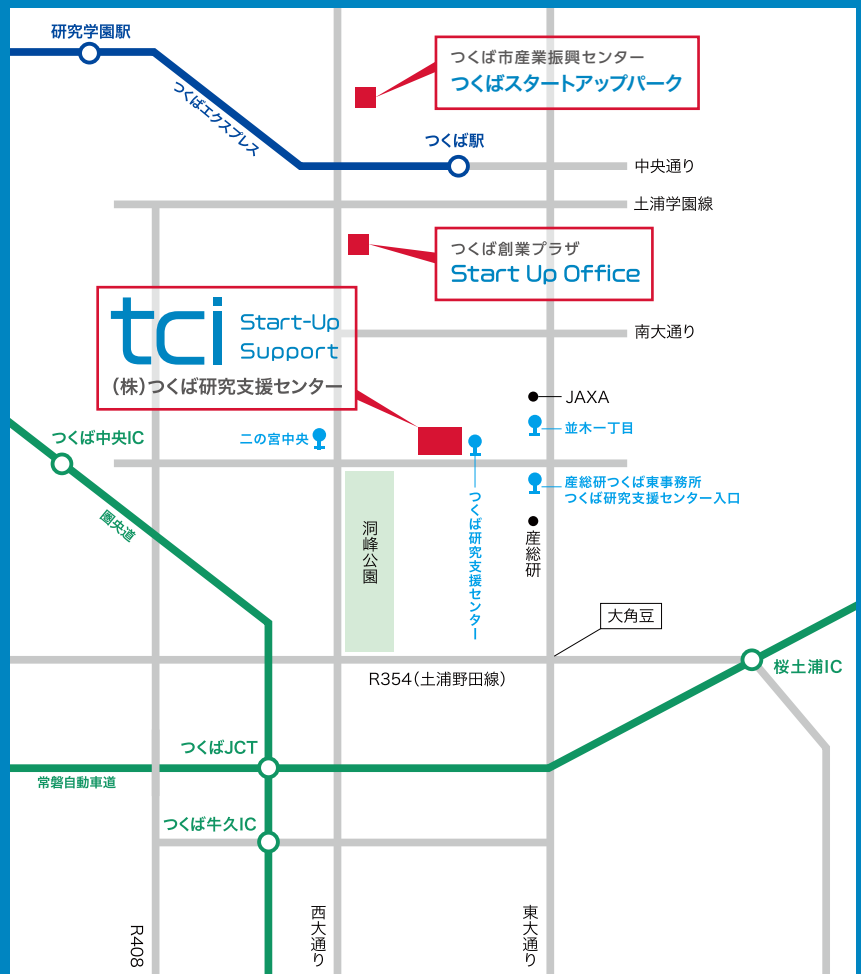 研究学園駅
つくば市産業振興センター
つくばスタートアップパーク
つくばエクスプレス
つくば駅
中央通り
土浦学園線
つくば創業プラザ
Start Up Office
tci
Start-Up
Support
(株)つくば研究支援センター
南大通り
JAXA
並木一丁目
つくば中央IC
二の宮中央
産総研つくば東事務所
つくば研究支援センター入口
圏央道
洞峰公園
つくば研究支援センター
産総研
大角豆
桜土浦IC
R354(土浦野田線)
つくばJCT
常磐自動車道
つくば牛久IC
R408
西大通り
東大通り